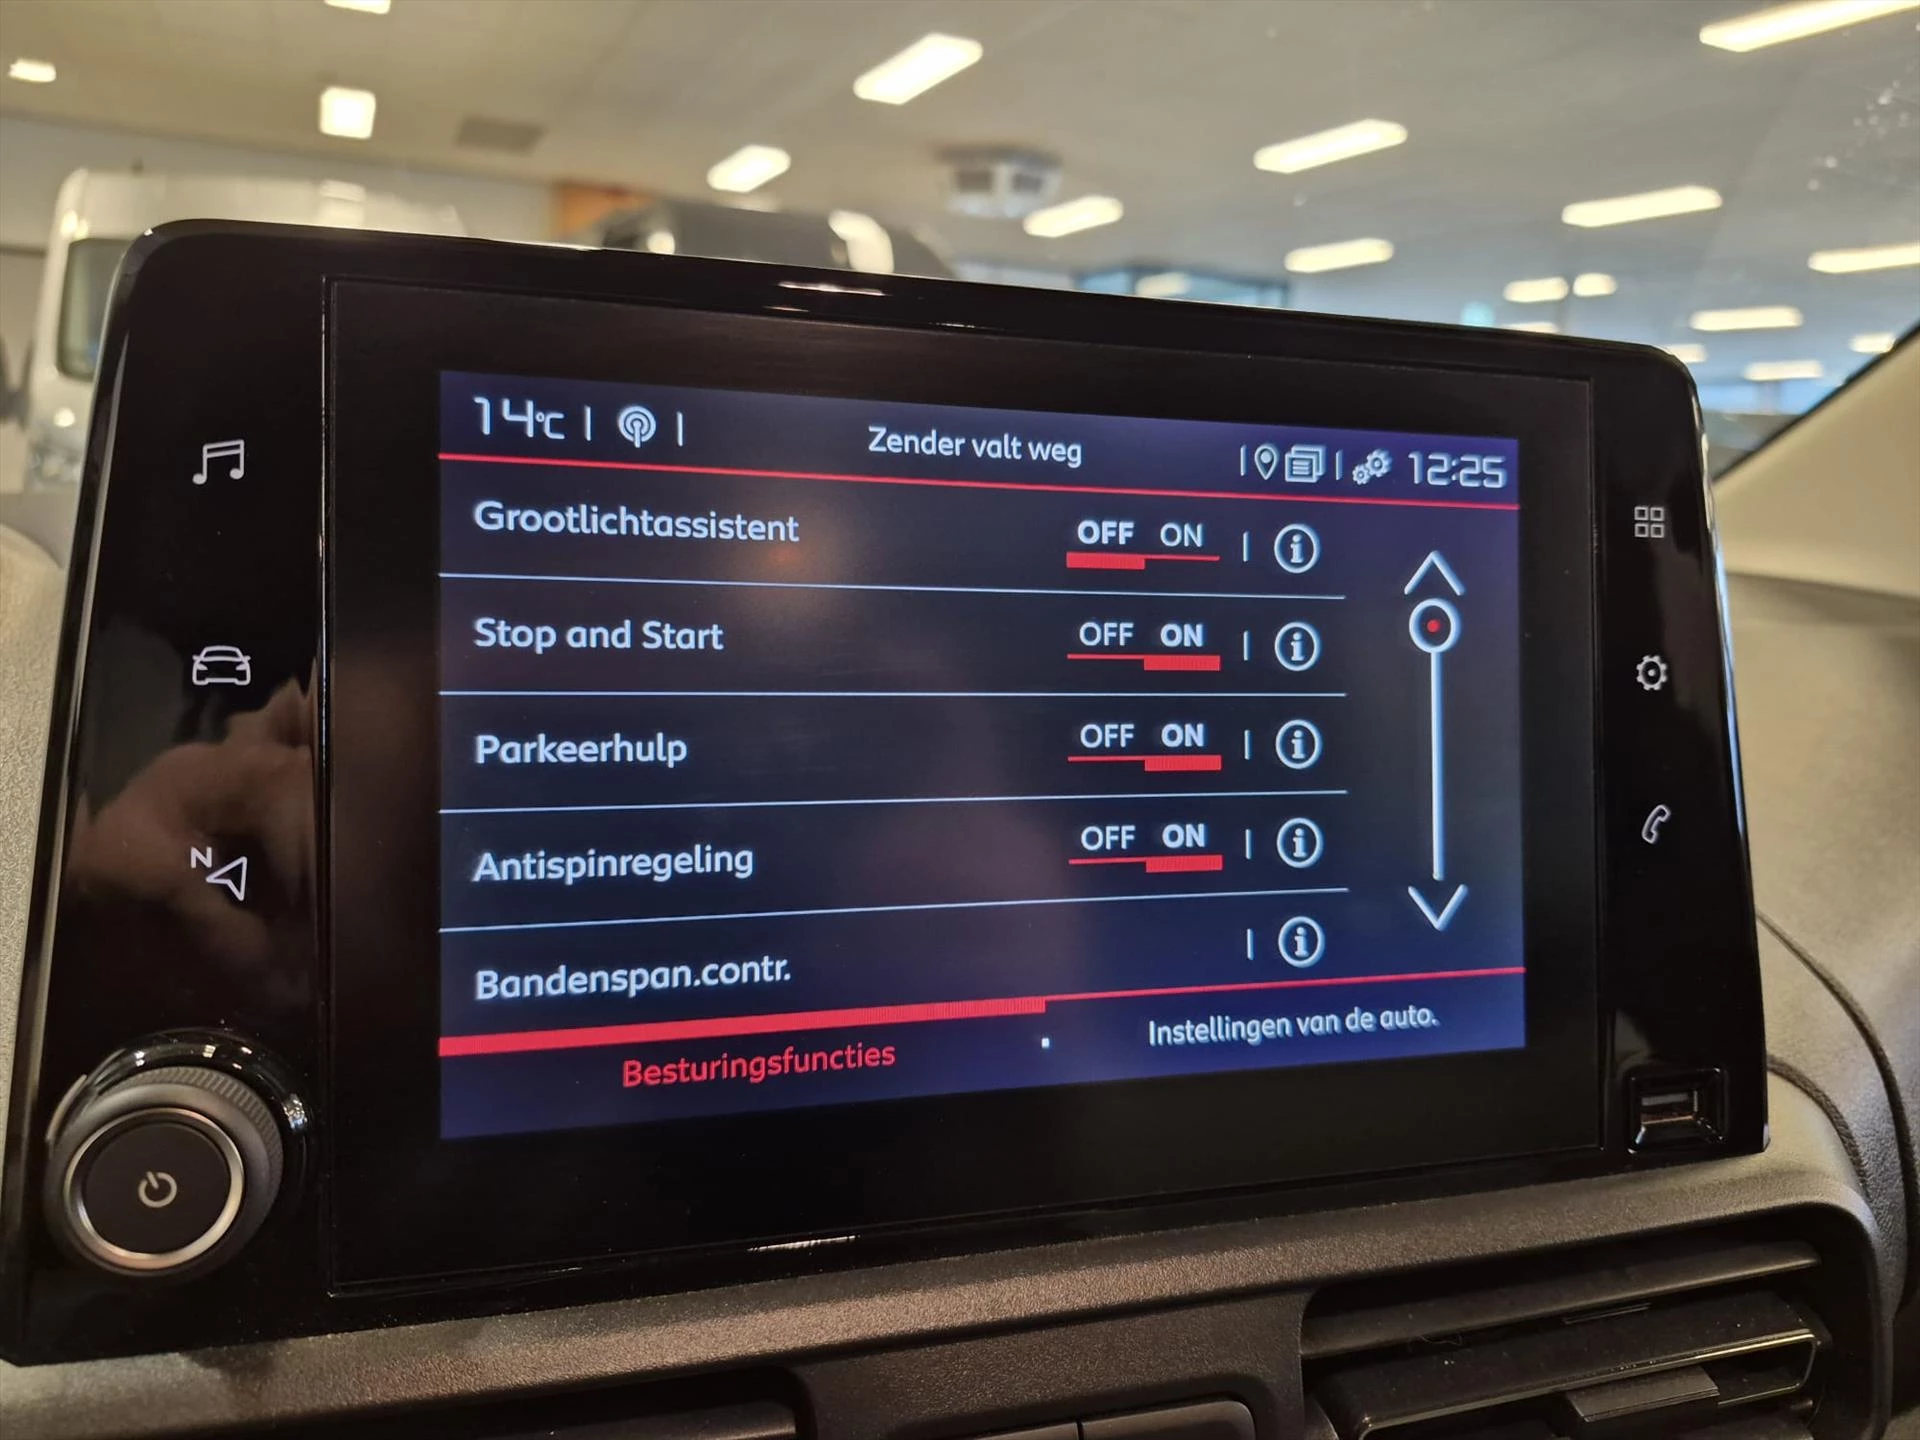 14°C
Zender valt weg
12:25
Grootlichtassistent OFF ON
Stop and Start OFF ON
Parkeerhulp OFF ON
Antispinregeling OFF ON
Bandenspan.contr.
Besturingsfuncties
Instellingen van de auto.
N